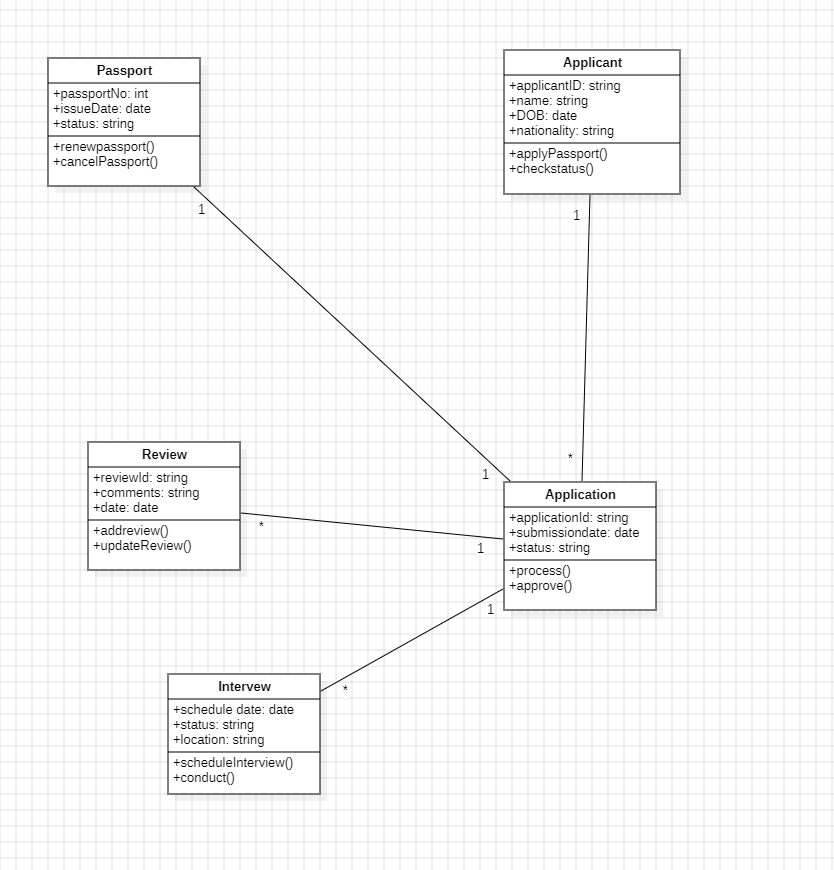 Passport
+passportNo: int
+issueDate: date
+status: string
+renewpassport()
+cancelPassport()
1
Applicant
+applicantID: string
+name: string
+DOB: date
+nationality: string
+applyPassport()
+checkstatus()
1
*
1
Review
+reviewId: string
+comments: string
+date: date
+addreview()
+updateReview()
*
1
Application
+applicationId: string
+submissiondate: date
+status: string
+process()
+approve()
1
*
Intervew
+schedule date: date
+status: string
+location: string
+scheduleInterview()
+conduct()